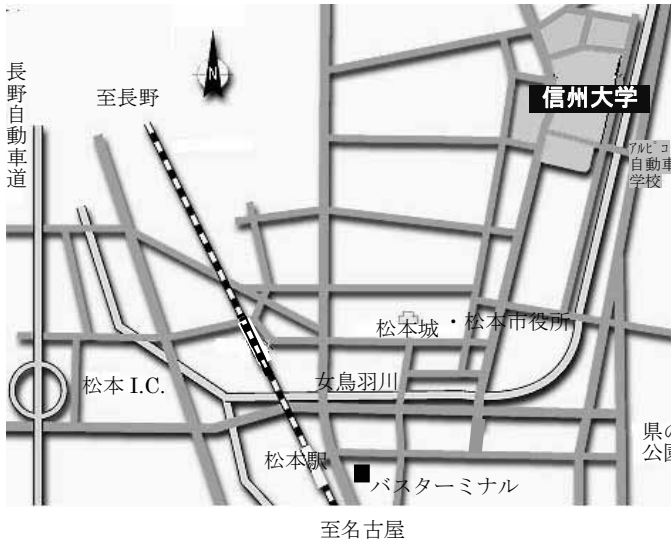 長野自動車道
至長野
N
信州大学
アルピコ
自動車
学校
松本城
・松本市役所
松本 I.C.
女鳥羽川
松本駅
バスターミナル
県の
公園
至名古屋